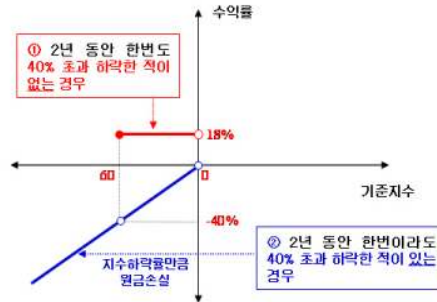 수익률
① 2년 동안 한번도
40% 초과 하락한 적이
없는 경우
18%
60
0
기준지수
-40%
② 2년 동안 한번이라도
40% 초과 하락한 적이 있는
경우
지수하락률만큼
원금손실